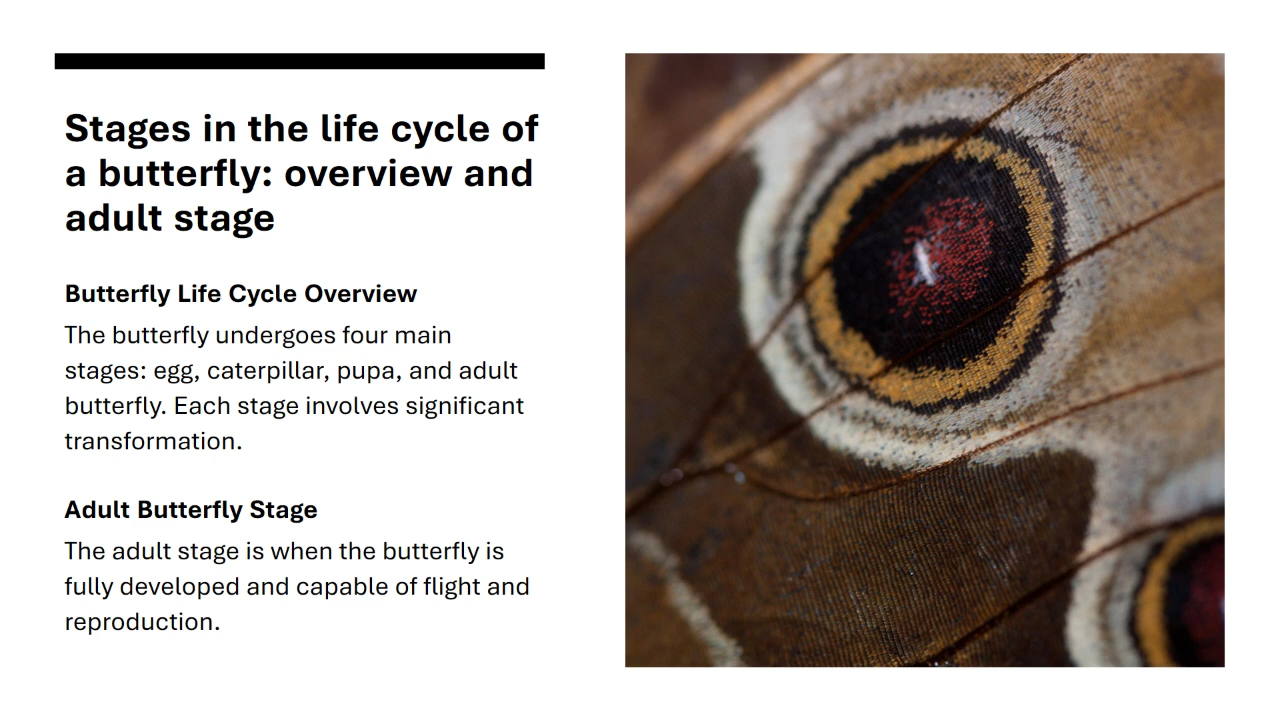 Stages in the life cycle of
a butterfly: overview and
adult stage
Butterfly Life Cycle Overview
The butterfly undergoes four main
stages: egg, caterpillar, pupa, and adult
butterfly. Each stage involves significant
transformation.
Adult Butterfly Stage
The adult stage is when the butterfly is
fully developed and capable of flight and
reproduction.